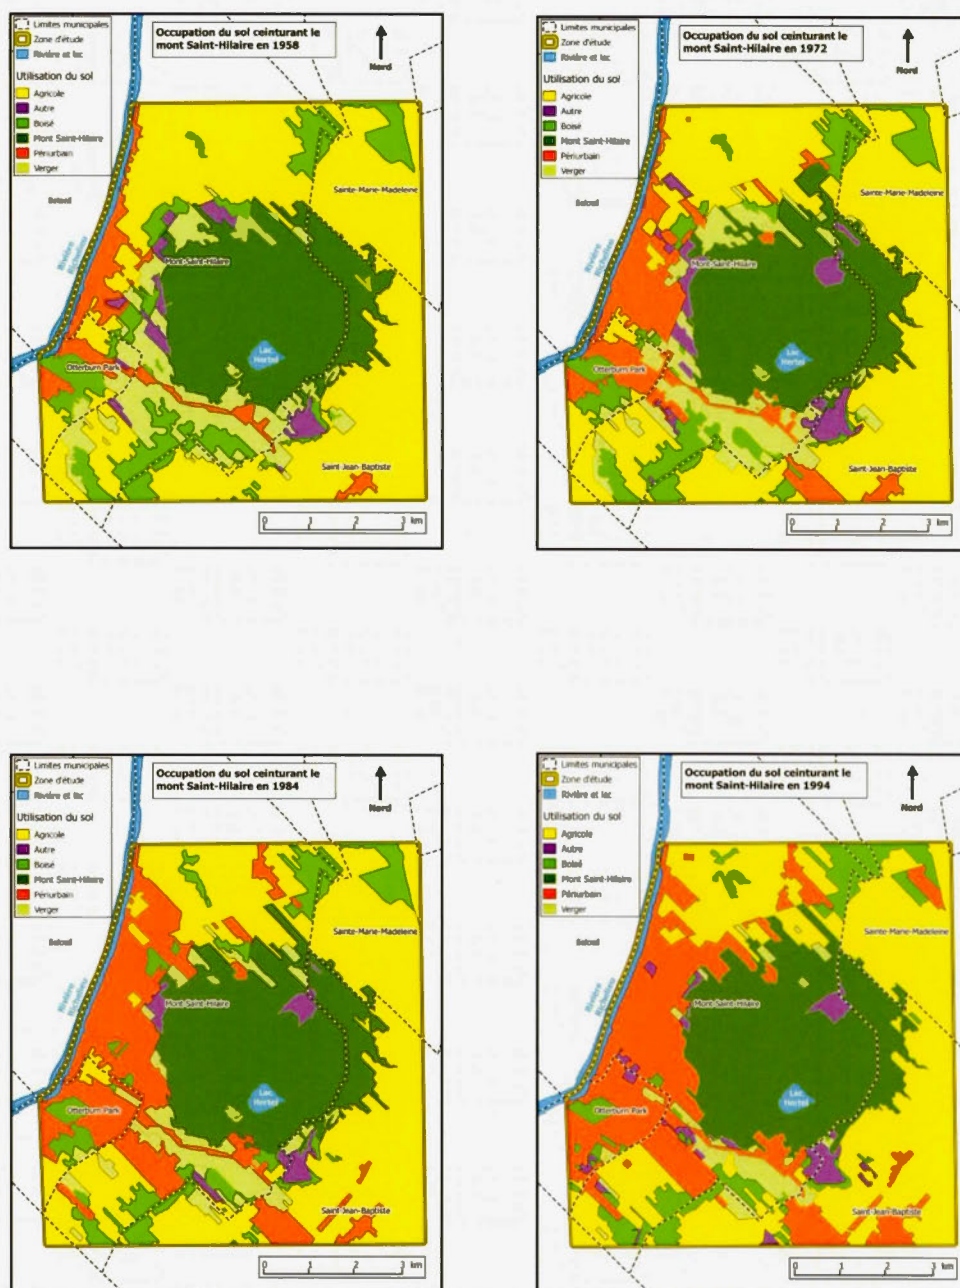 Limites municipales
Zone d'étude
Rivière et lac
Utilisation du sol
Agricole
Autre
Boisé
Mont Saint-Hilaire
Périurbain
Verger
Occupation du sol ceinturant le
mont Saint-Hilaire en 1958
Nord
Beloeil
Rivière
Richelieu
Sainte-Marie-Madeleine
Mont-Saint-Hilaire
Lac
Hertel
Otterburn Park
Saint-Jean-Baptiste
0 1 2 3 km
Limites municipales
Zone d'étude
Rivière et lac
Utilisation du sol
Agricole
Autre
Boisé
Mont Saint-Hilaire
Périurbain
Verger
Occupation du sol ceinturant le
mont Saint-Hilaire en 1972
Nord
Beloeil
Rivière
Richelieu
Sainte-Marie-Madeleine
Mont-Saint-Hilaire
Lac
Hertel
Otterburn Park
Saint-Jean-Baptiste
0 1 2 3 km
Limites municipales
Zone d'étude
Rivière et lac
Utilisation du sol
Agricole
Autre
Boisé
Mont Saint-Hilaire
Périurbain
Verger
Occupation du sol ceinturant le
mont Saint-Hilaire en 1984
Nord
Beloeil
Rivière
Richelieu
Sainte-Marie-Madeleine
Mont-Saint-Hilaire
Lac
Hertel
Otterburn Park
Saint-Jean-Baptiste
0 1 2 3 km
Limites municipales
Zone d'étude
Rivière et lac
Utilisation du sol
Agricole
Autre
Boisé
Mont Saint-Hilaire
Périurbain
Verger
Occupation du sol ceinturant le
mont Saint-Hilaire en 1994
Nord
Beloeil
Rivière
Richelieu
Sainte-Marie-Madeleine
Mont-Saint-Hilaire
Lac
Hertel
Otterburn Park
Saint-Jean-Baptiste
0 1 2 3 km